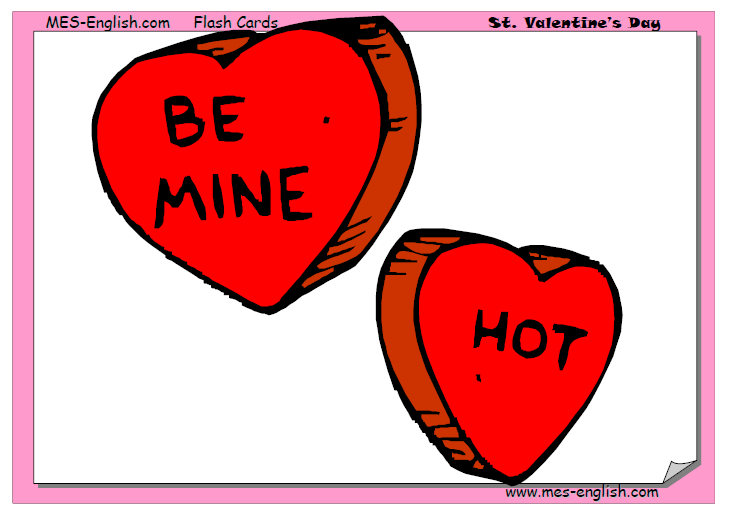 MES-English.com Flash Cards St. Valentine's Day
BE
MINE
HOT
www.mes-english.com